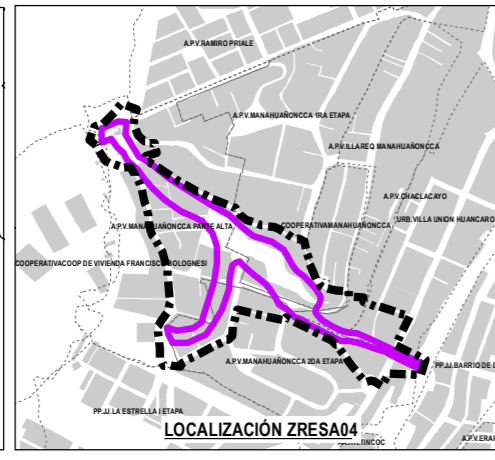 A.P.V.RAMIRO PRIALE
A.P.V.MANAHUAÑONCCA 1RA ETAPA
A.P.V.ILLAREQ MANAHUAÑONCCA
A.P.V.CHACLACAYO
URB.VILLA UNION HUANCARO
A.P.V.MANAHUAÑONCCA PARTE ALTA
COOPERATIVAMANAHUAÑONCCA
COOPERATIVACOOP DE VIVIENDA FRANCISCO BOLOGNESI
A.P.V.MANAHUAÑONCCA 2DA ETAPA
PP.JJ.BARRIO DE D
PP.JJ.LA ESTRELLA I ETAPA
LOCALIZACIÓN ZRESA04